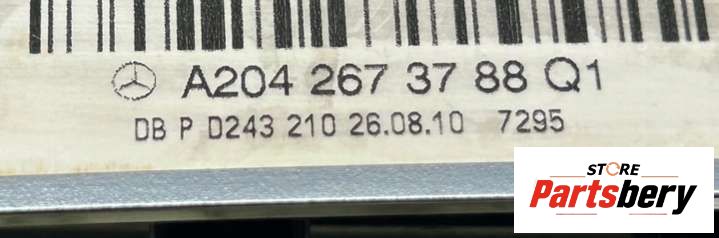 A204 267 37 88 Q1
DB P D243 210 26.08.10 7295
STORE
Partsbery